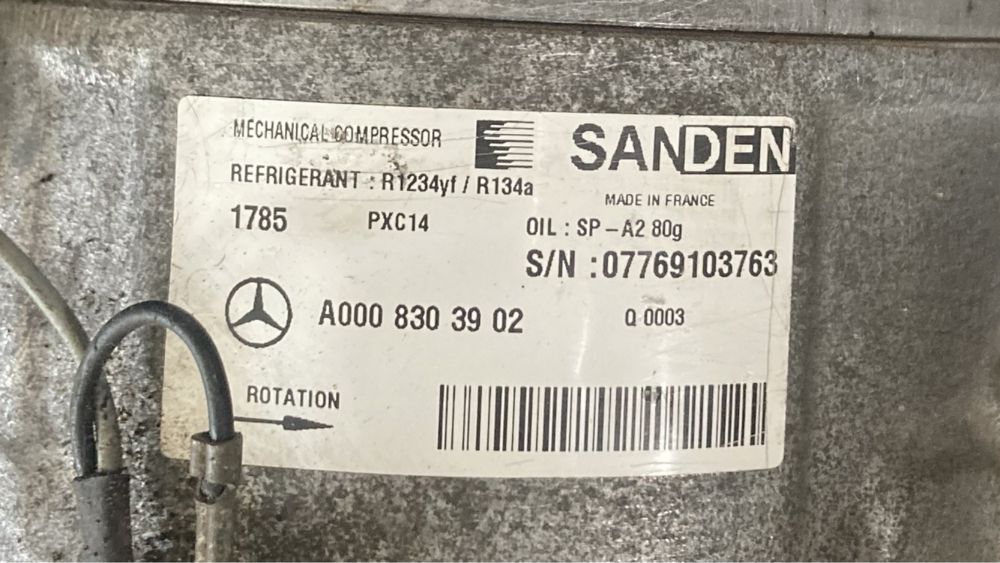 MECHANICAL COMPRESSOR
SANDEN
REFRIGERANT : R1234yf / R134a
MADE IN FRANCE
1785 PXC14 OIL : SP-A2 80g
S/N :07769103763
A000 830 39 02 Q 0003
ROTATION